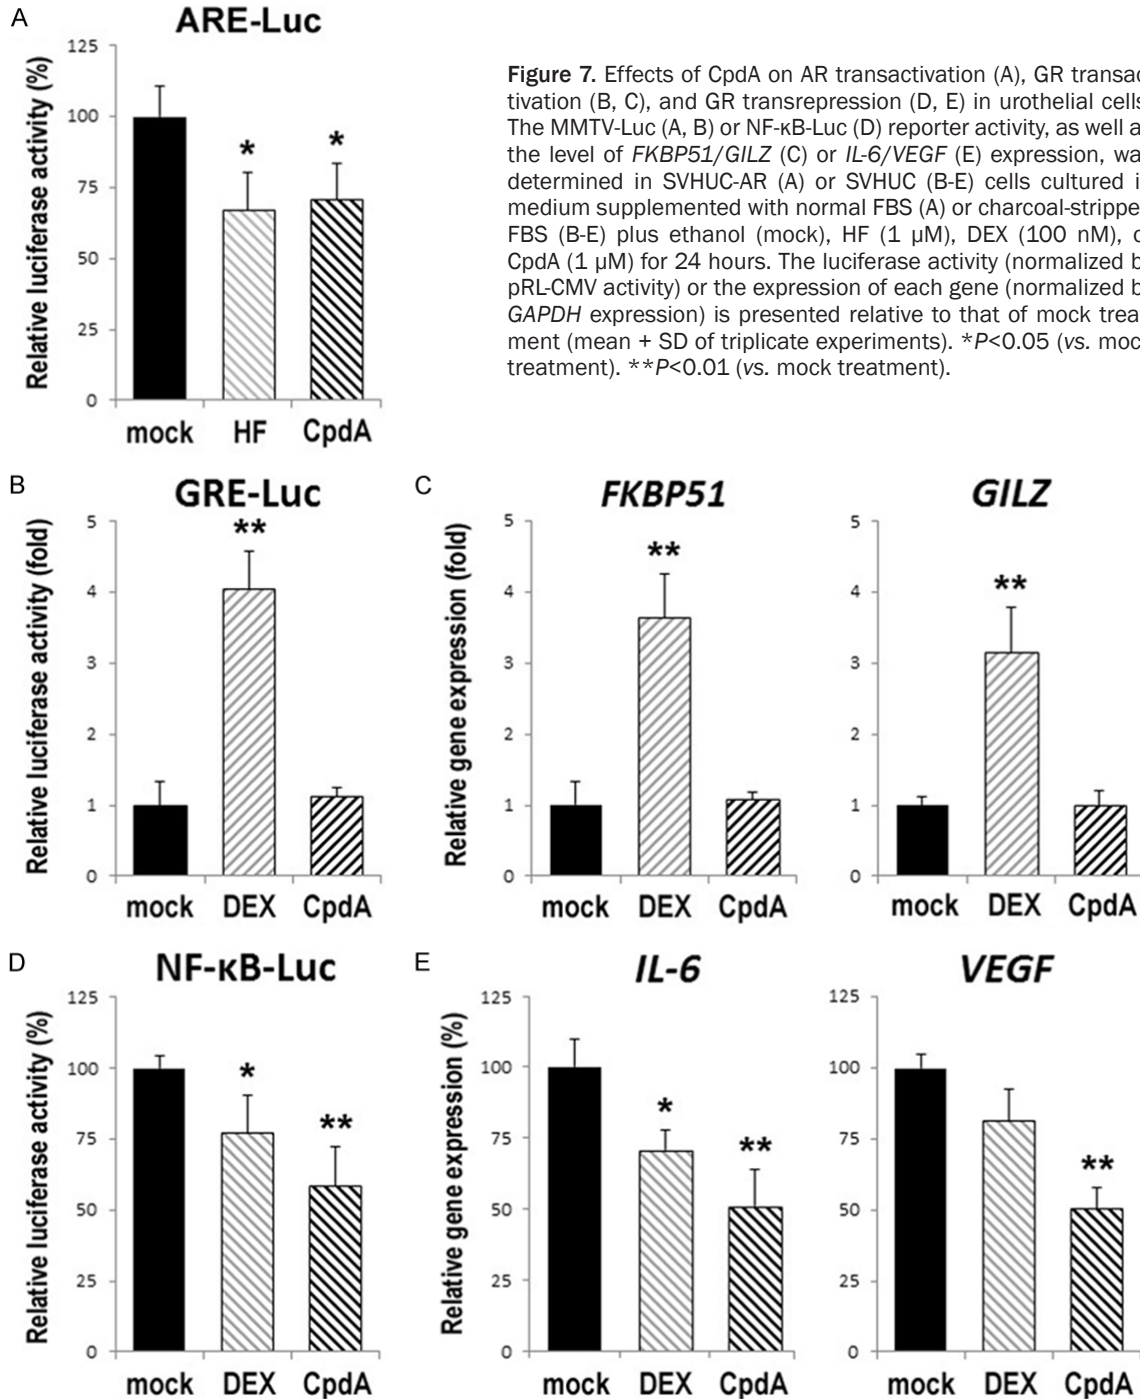 A
ARE-Luc
Relative luciferase activity (%)
125
100
75
50
25
0
*
*
mock HF CpdA
Figure 7. Effects of CpdA on AR transactivation (A), GR transac
tivation (B, C), and GR transrepression (D, E) in urothelial cells
The MMTV-Luc (A, B) or NF-κB-Luc (D) reporter activity, as well a
the level of FKBP51/GILZ (C) or IL-6/VEGF (E) expression, wa
determined in SVHUC-AR (A) or SVHUC (B-E) cells cultured i
medium supplemented with normal FBS (A) or charcoal-strippe
FBS (B-E) plus ethanol (mock), HF (1 µM), DEX (100 nM), o
CpdA (1 µM) for 24 hours. The luciferase activity (normalized b
pRL-CMV activity) or the expression of each gene (normalized b
GAPDH expression) is presented relative to that of mock treat
ment (mean + SD of triplicate experiments). *P<0.05 (vs. moc
treatment). **P<0.01 (vs. mock treatment).
B
GRE-Luc
Relative luciferase activity (fold)
5
4
3
2
1
0
**
mock DEX CpdA
C
FKBP51
Relative gene expression (fold)
5
4
3
2
1
0
**
mock DEX CpdA
GILZ
5
4
3
2
1
0
**
mock DEX CpdA
D
NF-κB-Luc
Relative luciferase activity (%)
125
100
75
50
25
0
*
**
mock DEX CpdA
E
IL-6
Relative gene expression (%)
125
100
75
50
25
0
*
**
mock DEX CpdA
VEGF
125
100
75
50
25
0
**
mock DEX CpdA